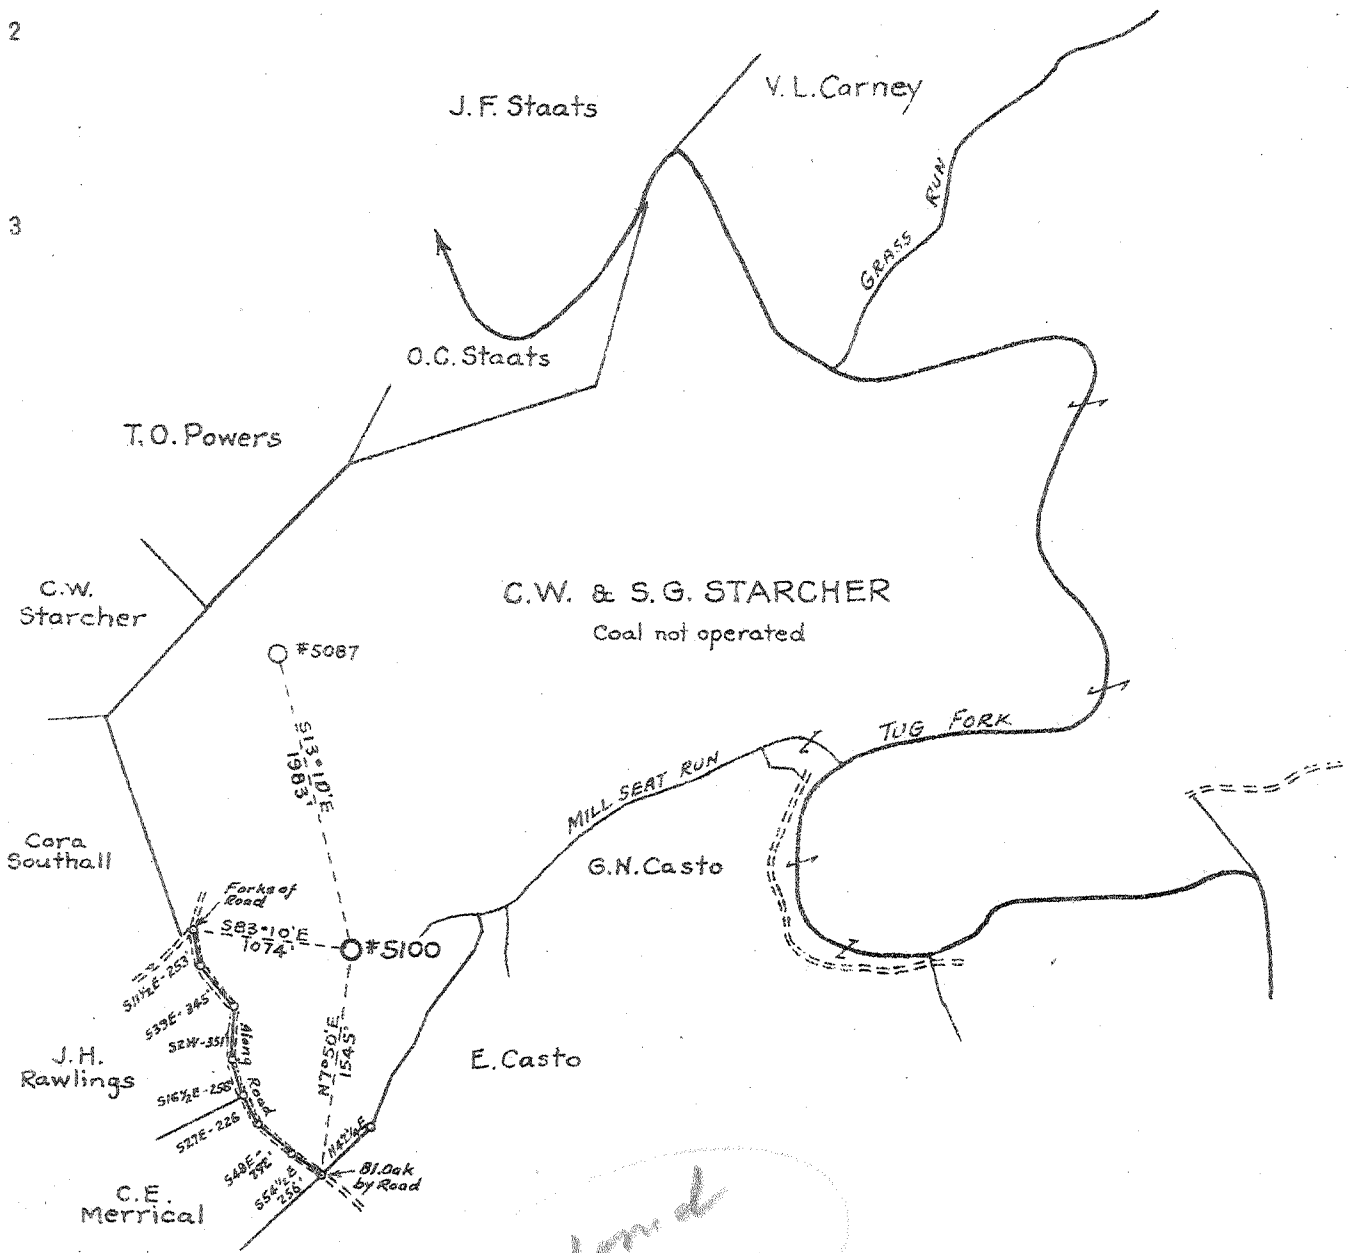 2
J.F. Staats
V. L. Carney
GRASS RUN
3
O.C. Staats
T.O. Powers
C.W.
Starcher
C.W. & S.G. STARCHER
Coal not operated
#5087
S13°10'E
1983'
TUG FORK
MILL SEAT RUN
Cora
Southall
G.N. Casto
Forks of
Road
S83°10'E
1074'
#5100
S11½E-253'
S39E-345'
S2W-351'
Along Road
N7°50'E
1545'
E. Casto
J.H.
Rawlings
S16½E-258'
S27E-226
S48E-
S54½E
256'
Bl.Oak
by Road
C.E.
Merrical